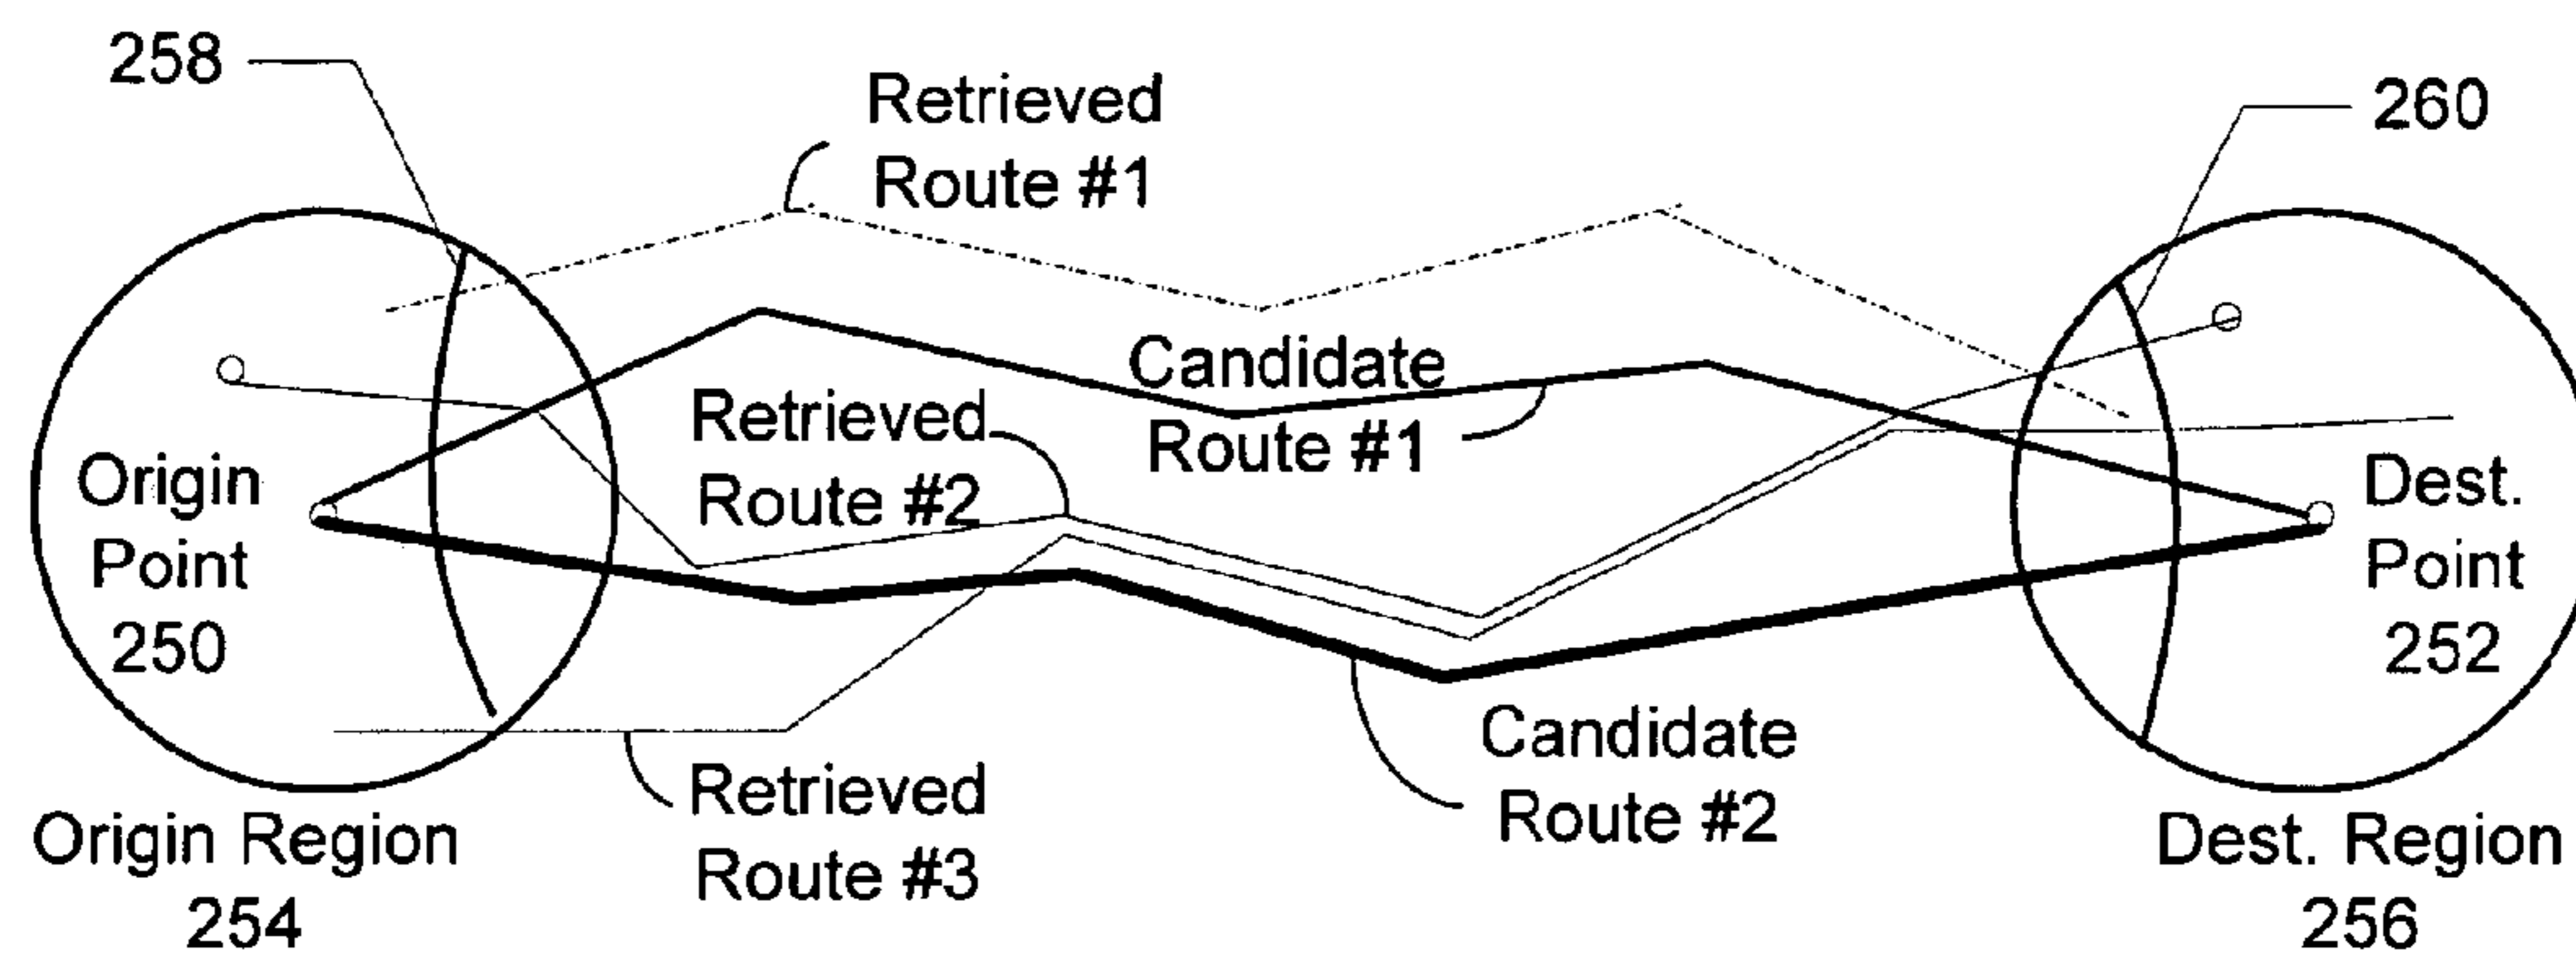 258
Retrieved
Route #1
260
Candidate
Route #1
Retrieved
Route #2
Origin
Point
250
Dest.
Point
252
Retrieved
Route #3
Candidate
Route #2
Origin Region
254
Dest. Region
256